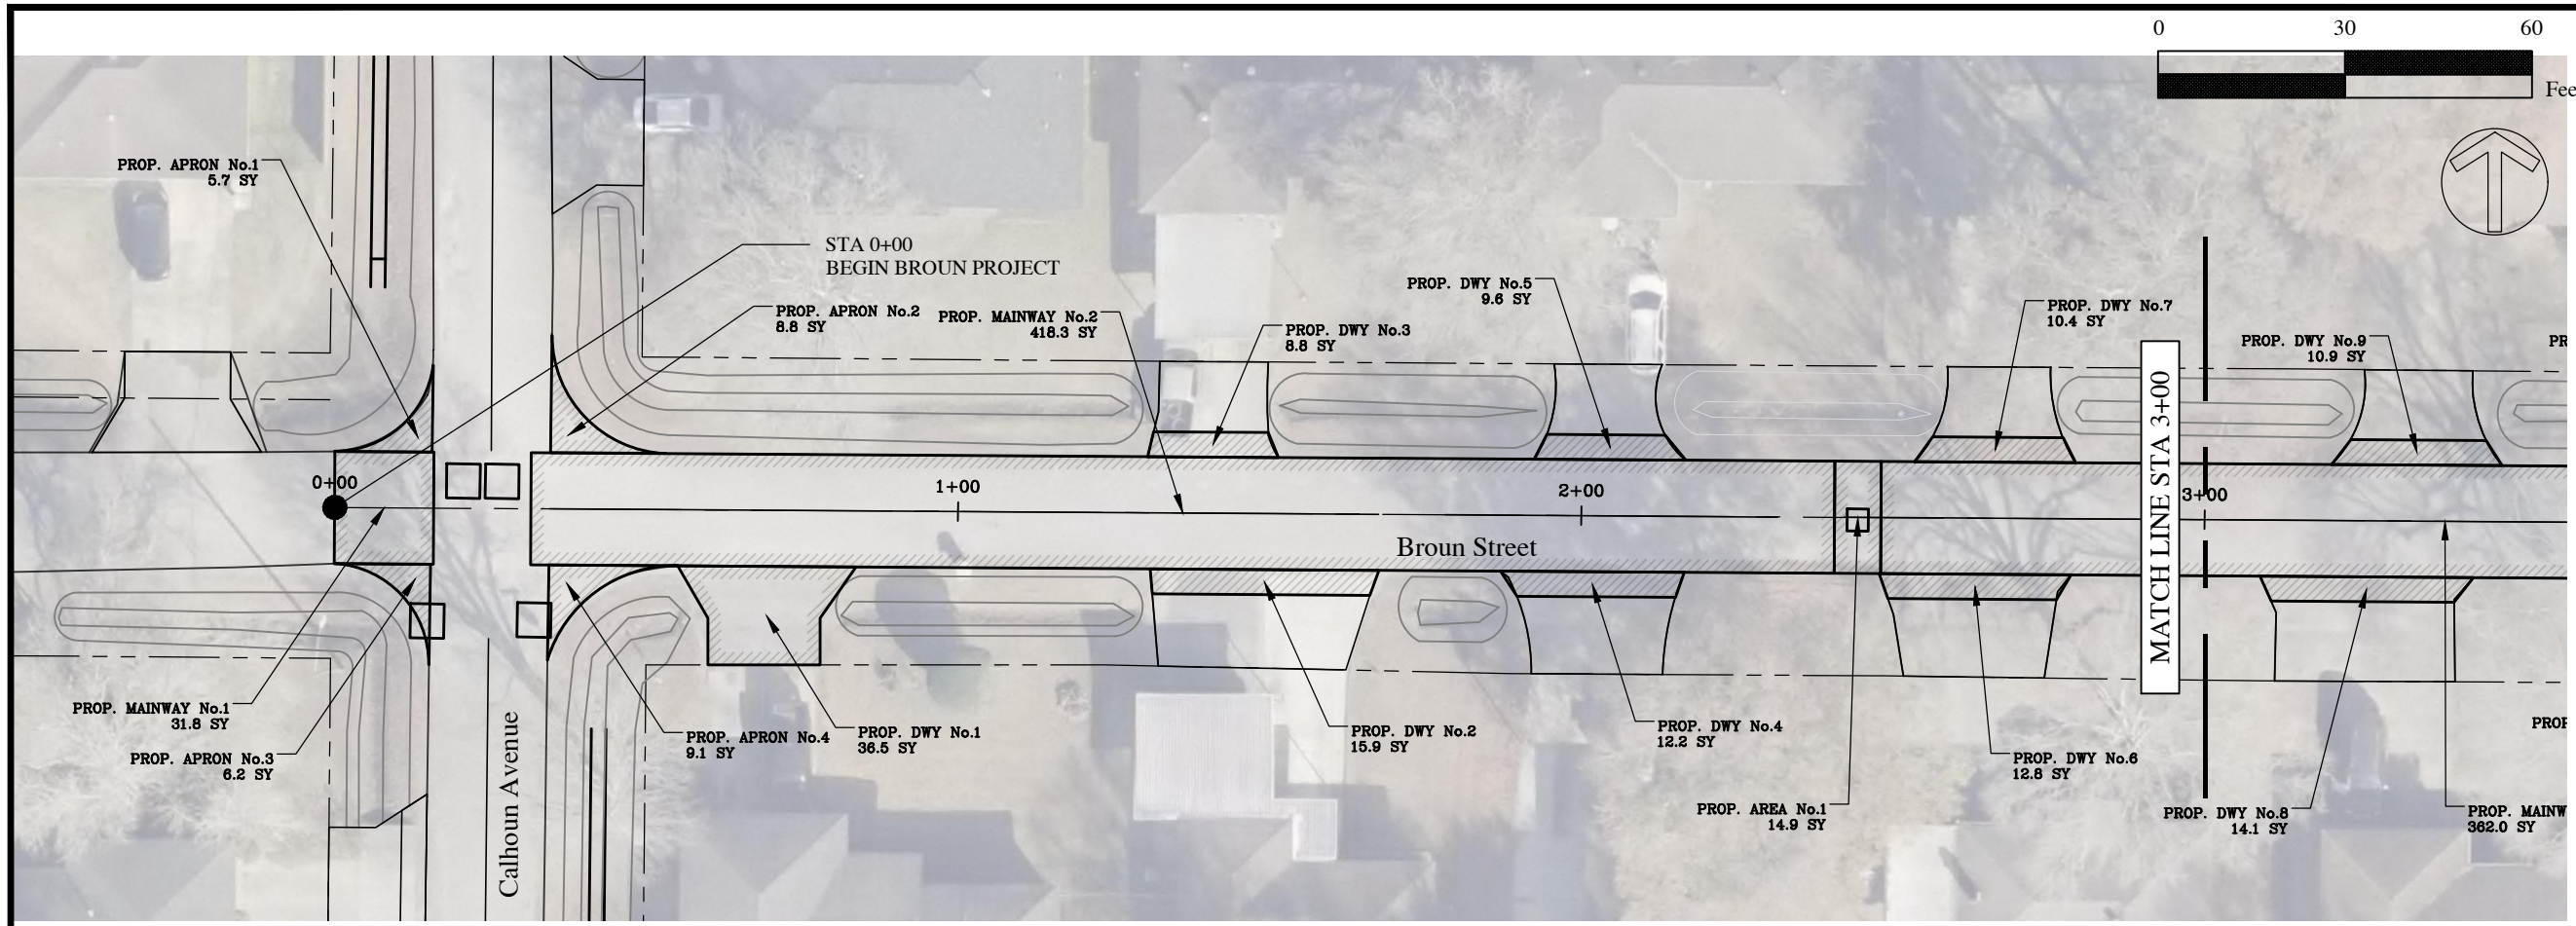 0 30 60
Fee
PROP. APRON No.1
5.7 SY
STA 0+00
BEGIN BROUN PROJECT
PROP. APRON No.2
8.8 SY
PROP. MAINWAY No.2
418.3 SY
PROP. DWY No.3
8.8 SY
PROP. DWY No.5
9.6 SY
PROP. DWY No.7
10.4 SY
PROP. DWY No.9
10.9 SY
PR
0+00
1+00
2+00
3+00
MATCH LINE STA 3+00
Broun Street
Calhoun Avenue
PROP. MAINWAY No.1
31.8 SY
PROP. APRON No.3
6.2 SY
PROP. APRON No.4
9.1 SY
PROP. DWY No.1
36.5 SY
PROP. DWY No.2
15.9 SY
PROP. DWY No.4
12.2 SY
PROP. DWY No.6
12.8 SY
PROP. AREA No.1
14.9 SY
PROP. DWY No.8
14.1 SY
PROP. MAINW
362.0 SY
PROP